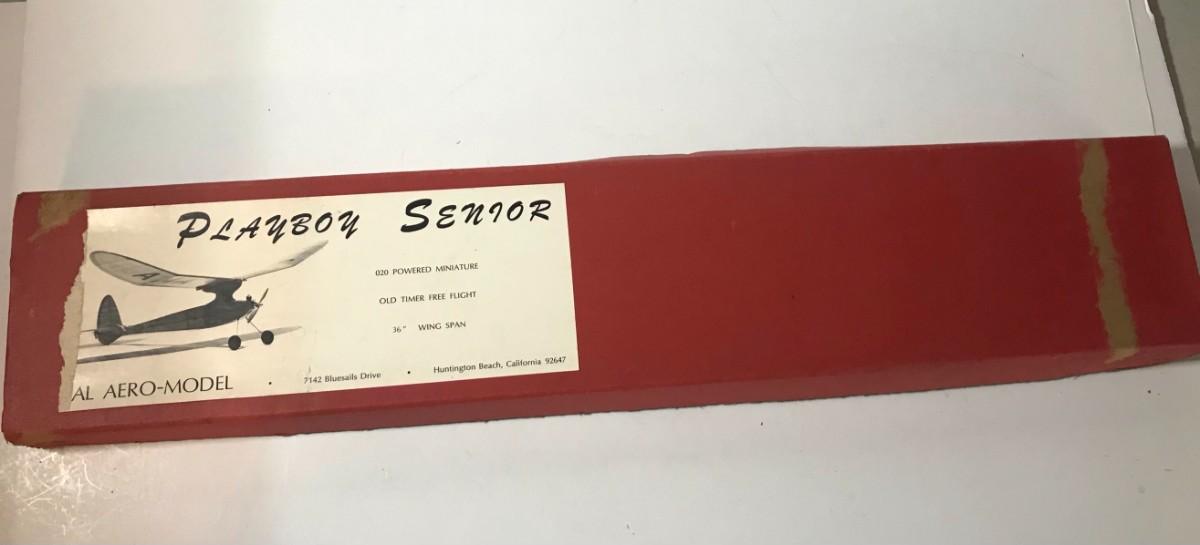 PLAYBOY SENIOR
020 POWERED MINIATURE
OLD TIMER FREE FLIGHT
36" WING SPAN
AL AERO-MODEL • 7142 Bluesails Drive • Huntington Beach, California 92647
A